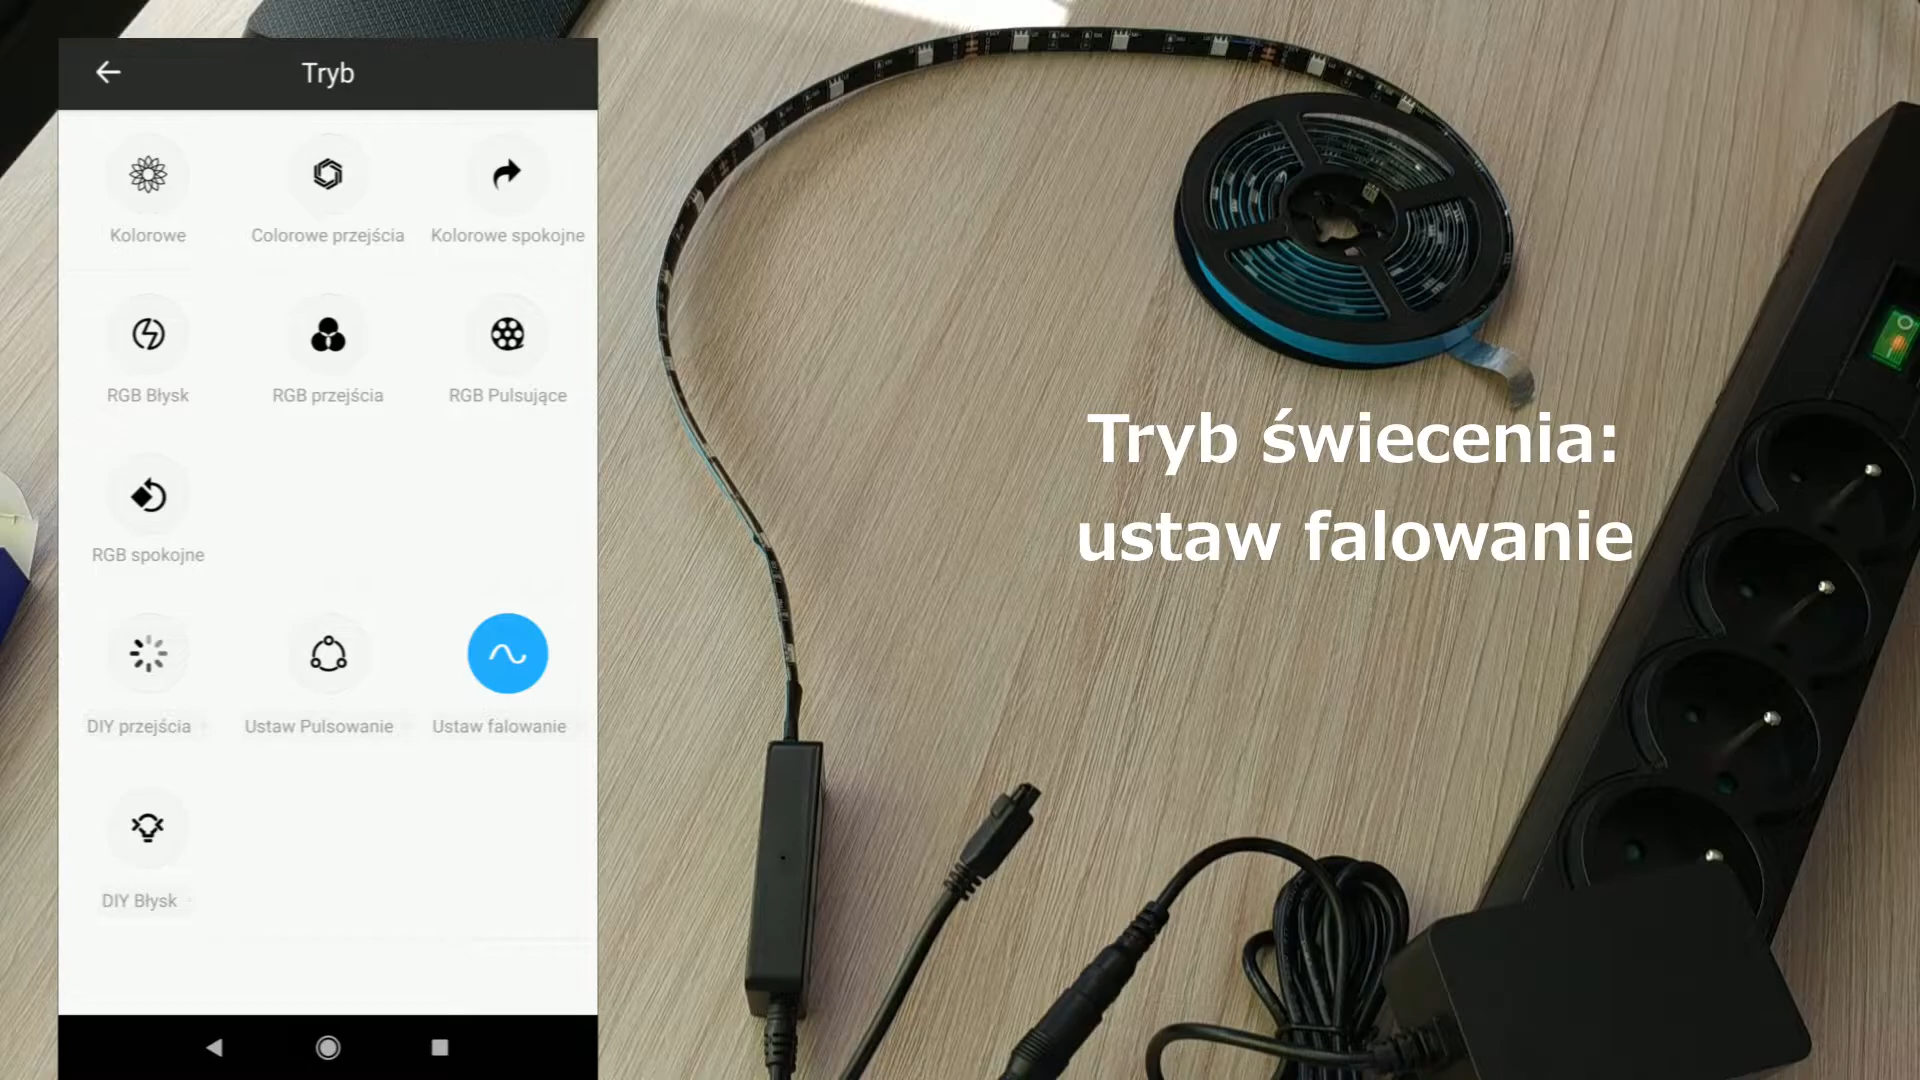 Tryb
Kolorowe
Colorowe przejścia
Kolorowe spokojne
RGB Błysk
RGB przejścia
RGB Pulsujące
RGB spokojne
DIY przejścia
Ustaw Pulsowanie
Ustaw falowanie
DIY Błysk
Tryb świecenia:
ustaw falowanie